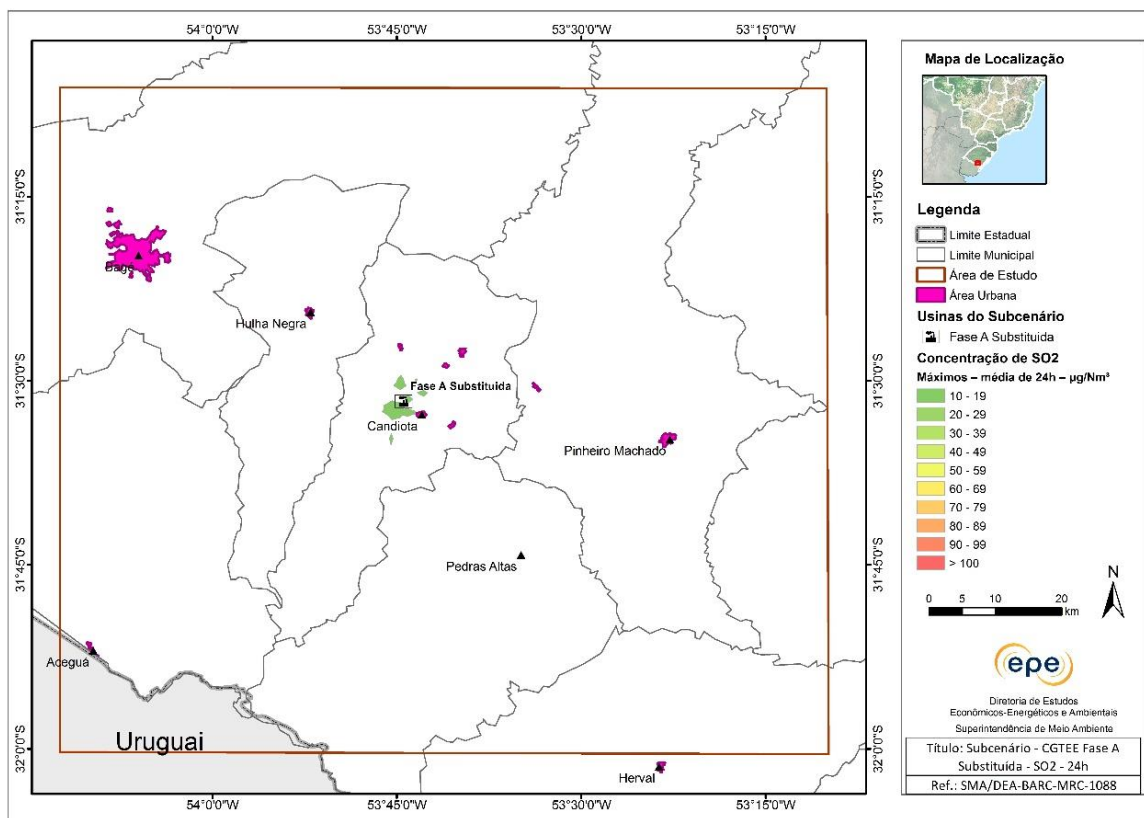 54°0'0"W
53°45'0"W
53°30'0"W
53°15'0"W
31°15'0"S
31°30'0"S
31°45'0"S
32°0'0"S
31°15'0"S
31°30'0"S
31°45'0"S
32°0'0"S
Bagé
Hulha Negra
Fase A Substituida
Candiota
Pinheiro Machado
Pedras Altas
Aceguá
Uruguai
Herval
54°0'0"W
53°45'0"W
53°30'0"W
53°15'0"W
Mapa de Localização
Legenda
Limite Estadual
Limite Municipal
Área de Estudo
Área Urbana
Usinas do Subcenário
Fase A Substituida
Concentração de SO2
Máximos – média de 24h – µg/Nm³
10 - 19
20 - 29
30 - 39
40 - 49
50 - 59
60 - 69
70 - 79
80 - 89
90 - 99
> 100
N
0 5 10 20
km
epe
Diretoria de Estudos
Econômicos-Energéticos e Ambientais
Superintendência de Meio Ambiente
Título: Subcenário - CGTEE Fase A
Substituída - SO2 - 24h
Ref.: SMA/DEA-BARC-MRC-1088